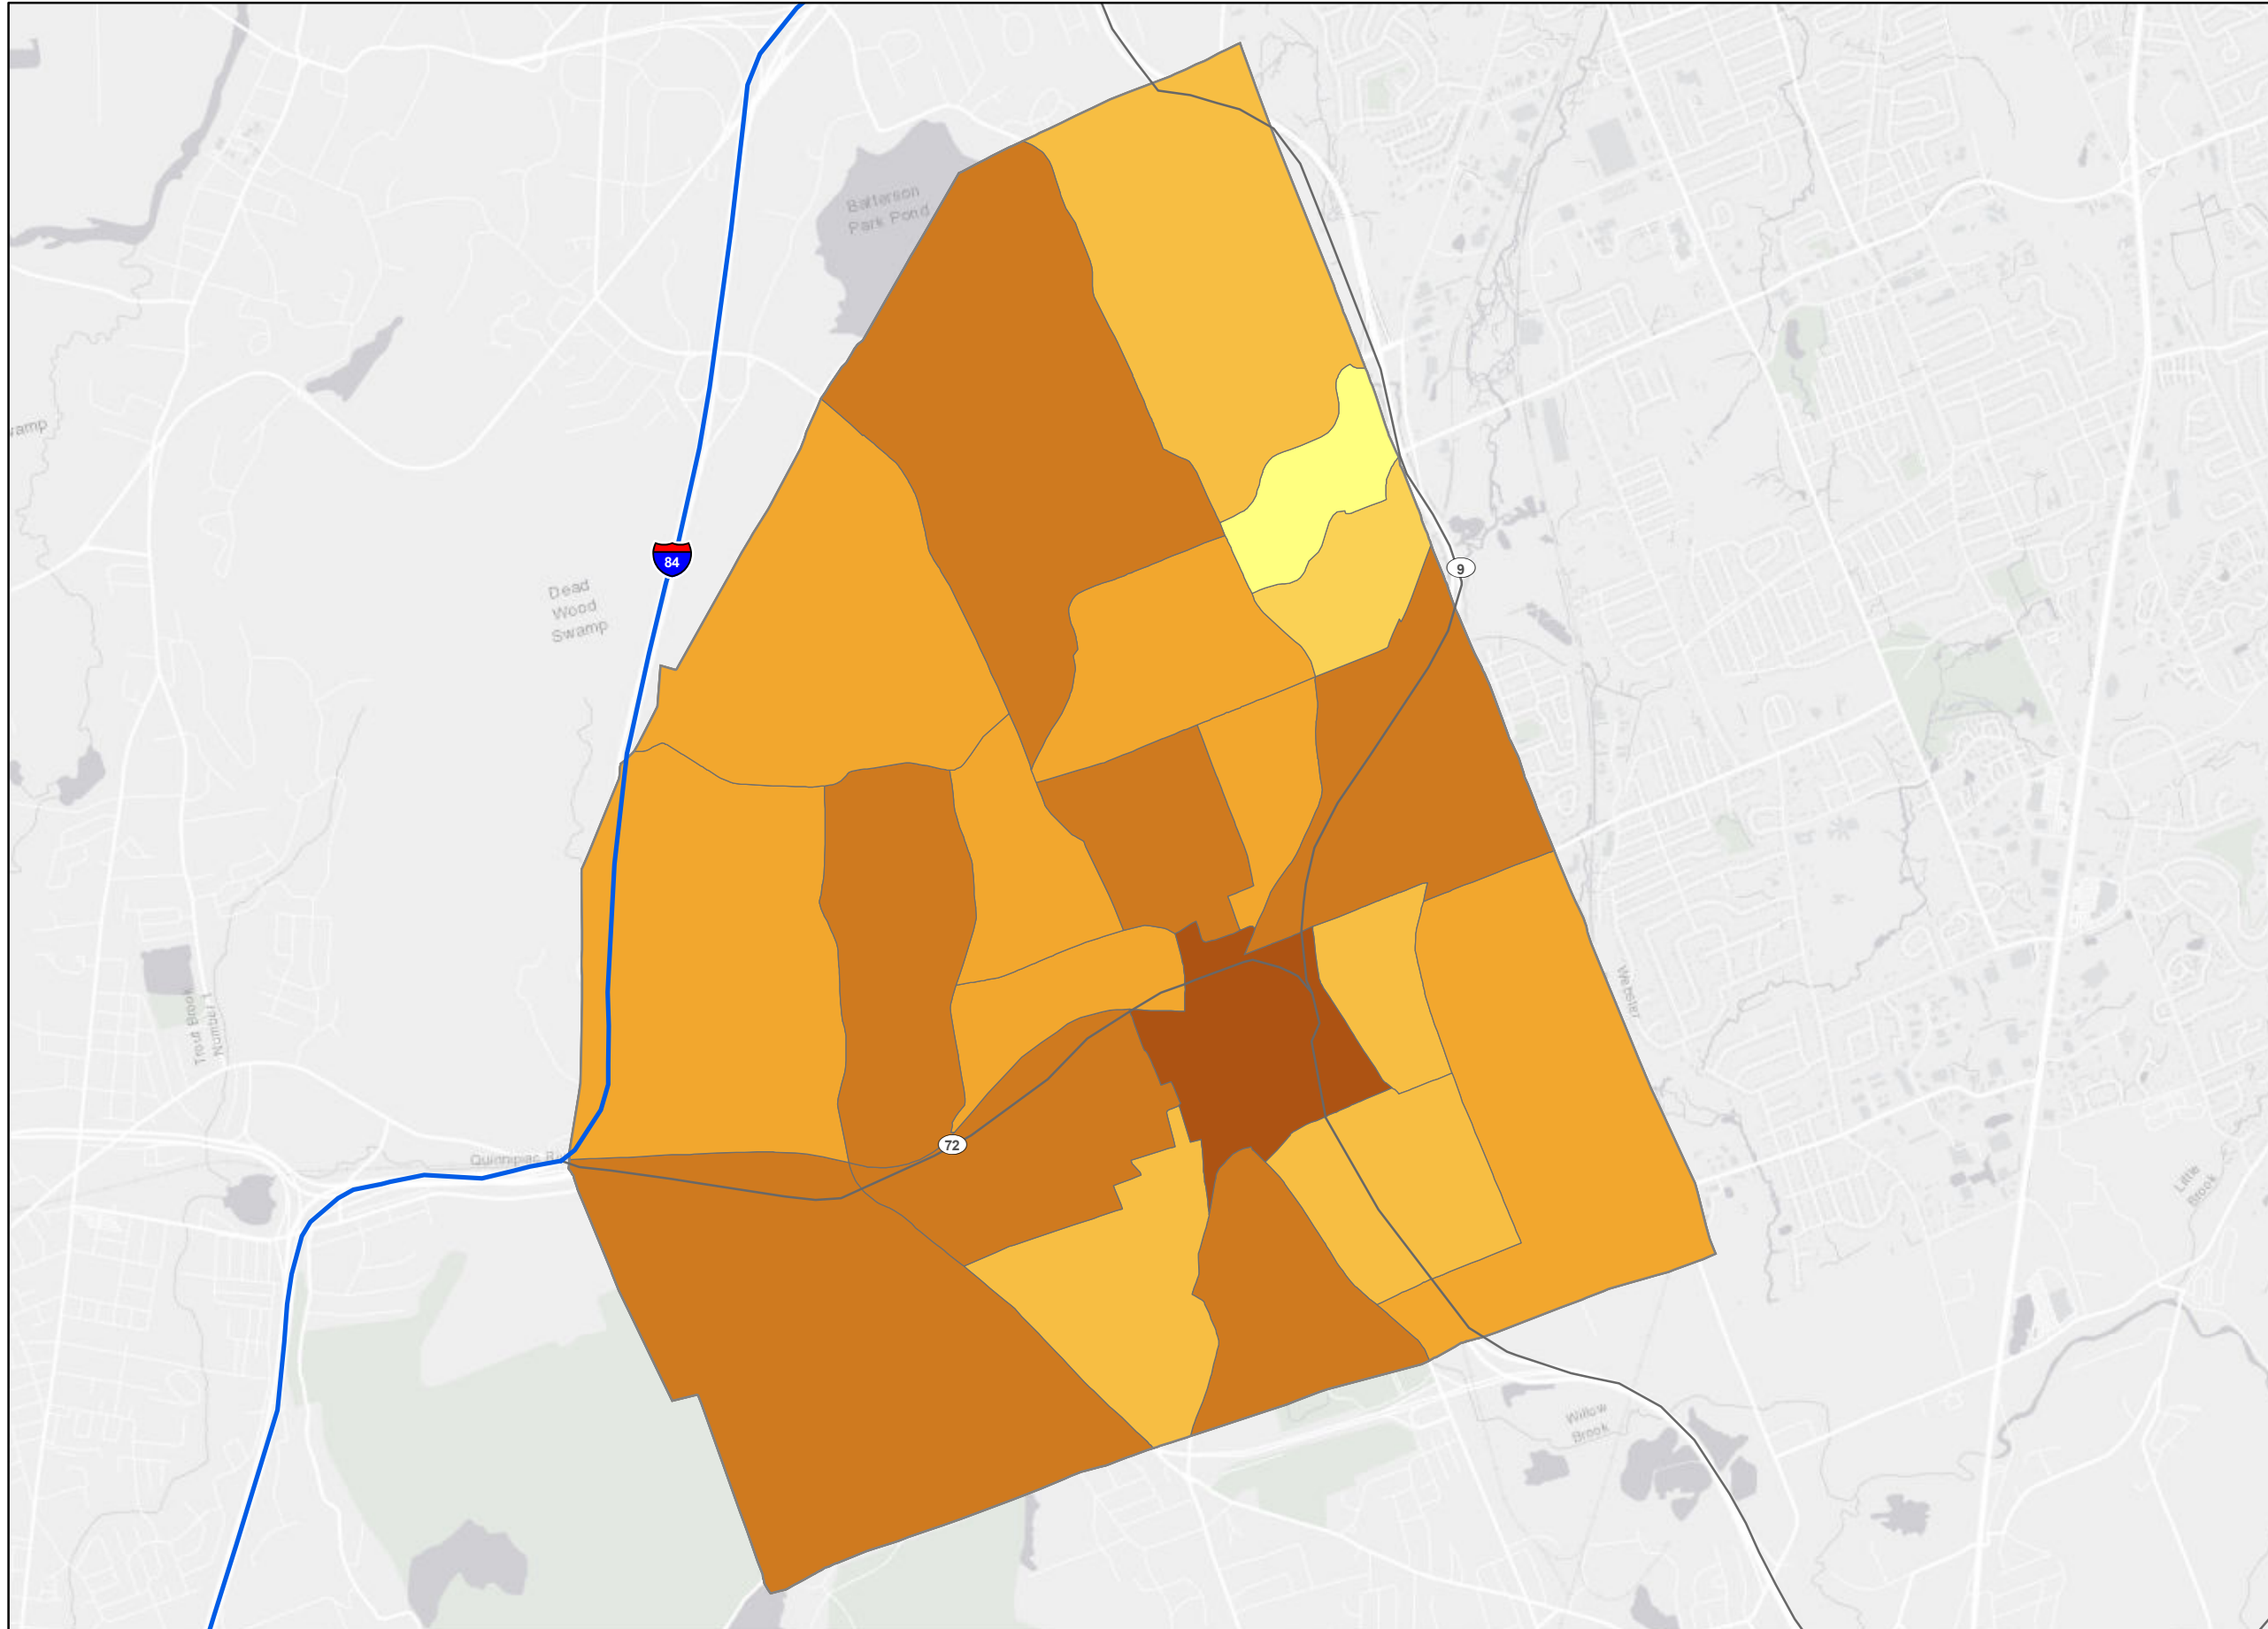 Batterson
Park Pond
wamp
84
9
Dead
Wood
Swamp
Webster
Trout Brook
Number 1
72
Quinnipiac R
Little
Brook
Willow
Brook